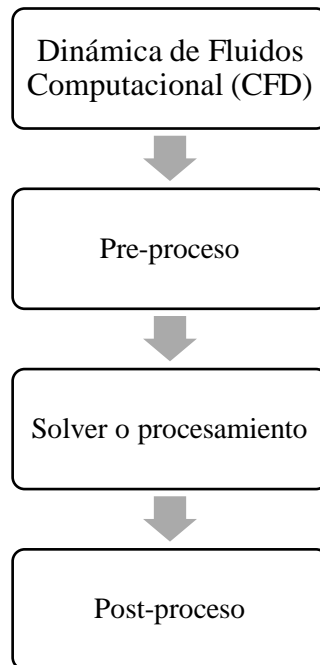 Dinámica de Fluidos
Computacional (CFD)
Pre-proceso
Solver o procesamiento
Post-proceso